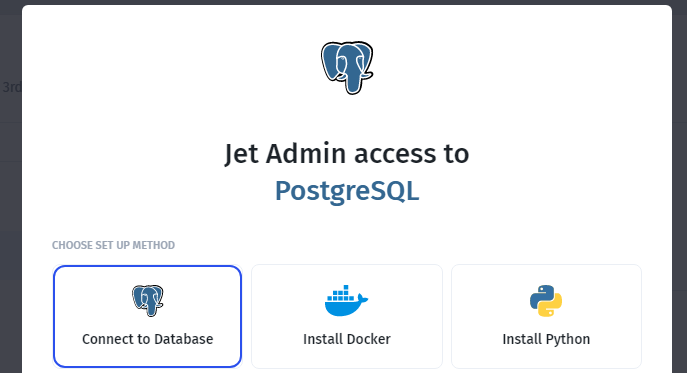 3rd
Jet Admin access to
PostgreSQL
CHOOSE SET UP METHOD
Connect to Database
Install Docker
Install Python